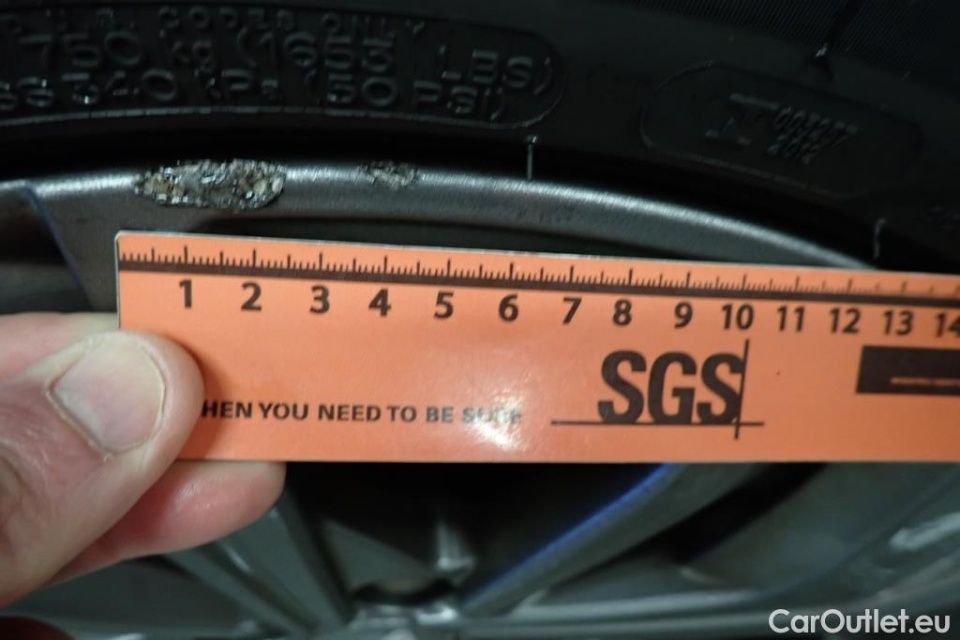 750 kg (1653 LBS)
340 kPa (50 PSI)
1 2 3 4 5 6 7 8 9 10 11 12 13 14
SGS
HEN YOU NEED TO BE SURE
CarOutlet.eu